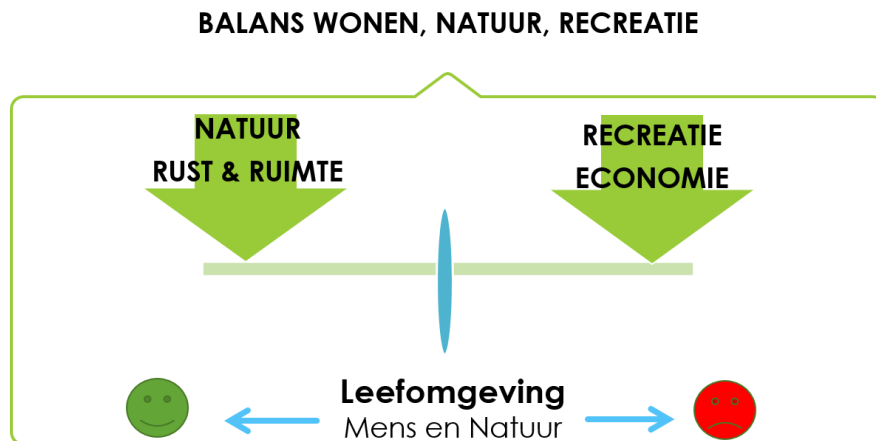 BALANS WONEN, NATUUR, RECREATIE
NATUUR
RUST & RUIMTE
RECREATIE
ECONOMIE
Leefomgeving
Mens en Natuur